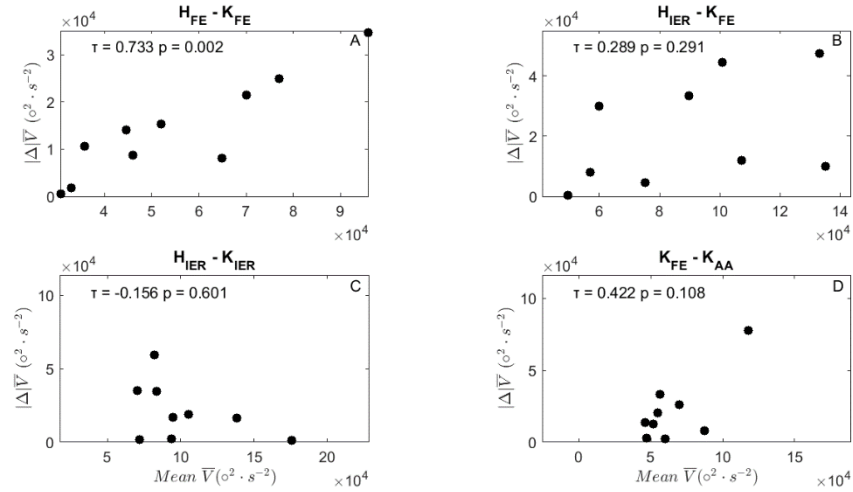 H_FE - K_FE
×10⁴
A
τ = 0.733 p = 0.002
|Δ|V̅ (∘² · s⁻²)
3
2
1
0
4 5 6 7 8 9
×10⁴
H_IER - K_FE
×10⁴
B
τ = 0.289 p = 0.291
|Δ|V̅ (∘² · s⁻²)
4
2
0
6 8 10 12 14
×10⁴
H_IER - K_IER
×10⁴
C
τ = -0.156 p = 0.601
|Δ|V̅ (∘² · s⁻²)
10
5
0
10 15 20
×10⁴
Mean V̅(∘² · s⁻²)
K_FE - K_AA
×10⁴
D
τ = 0.422 p = 0.108
|Δ|V̅ (∘² · s⁻²)
10
5
0
0 5 10 15
×10⁴
Mean V̅(∘² · s⁻²)